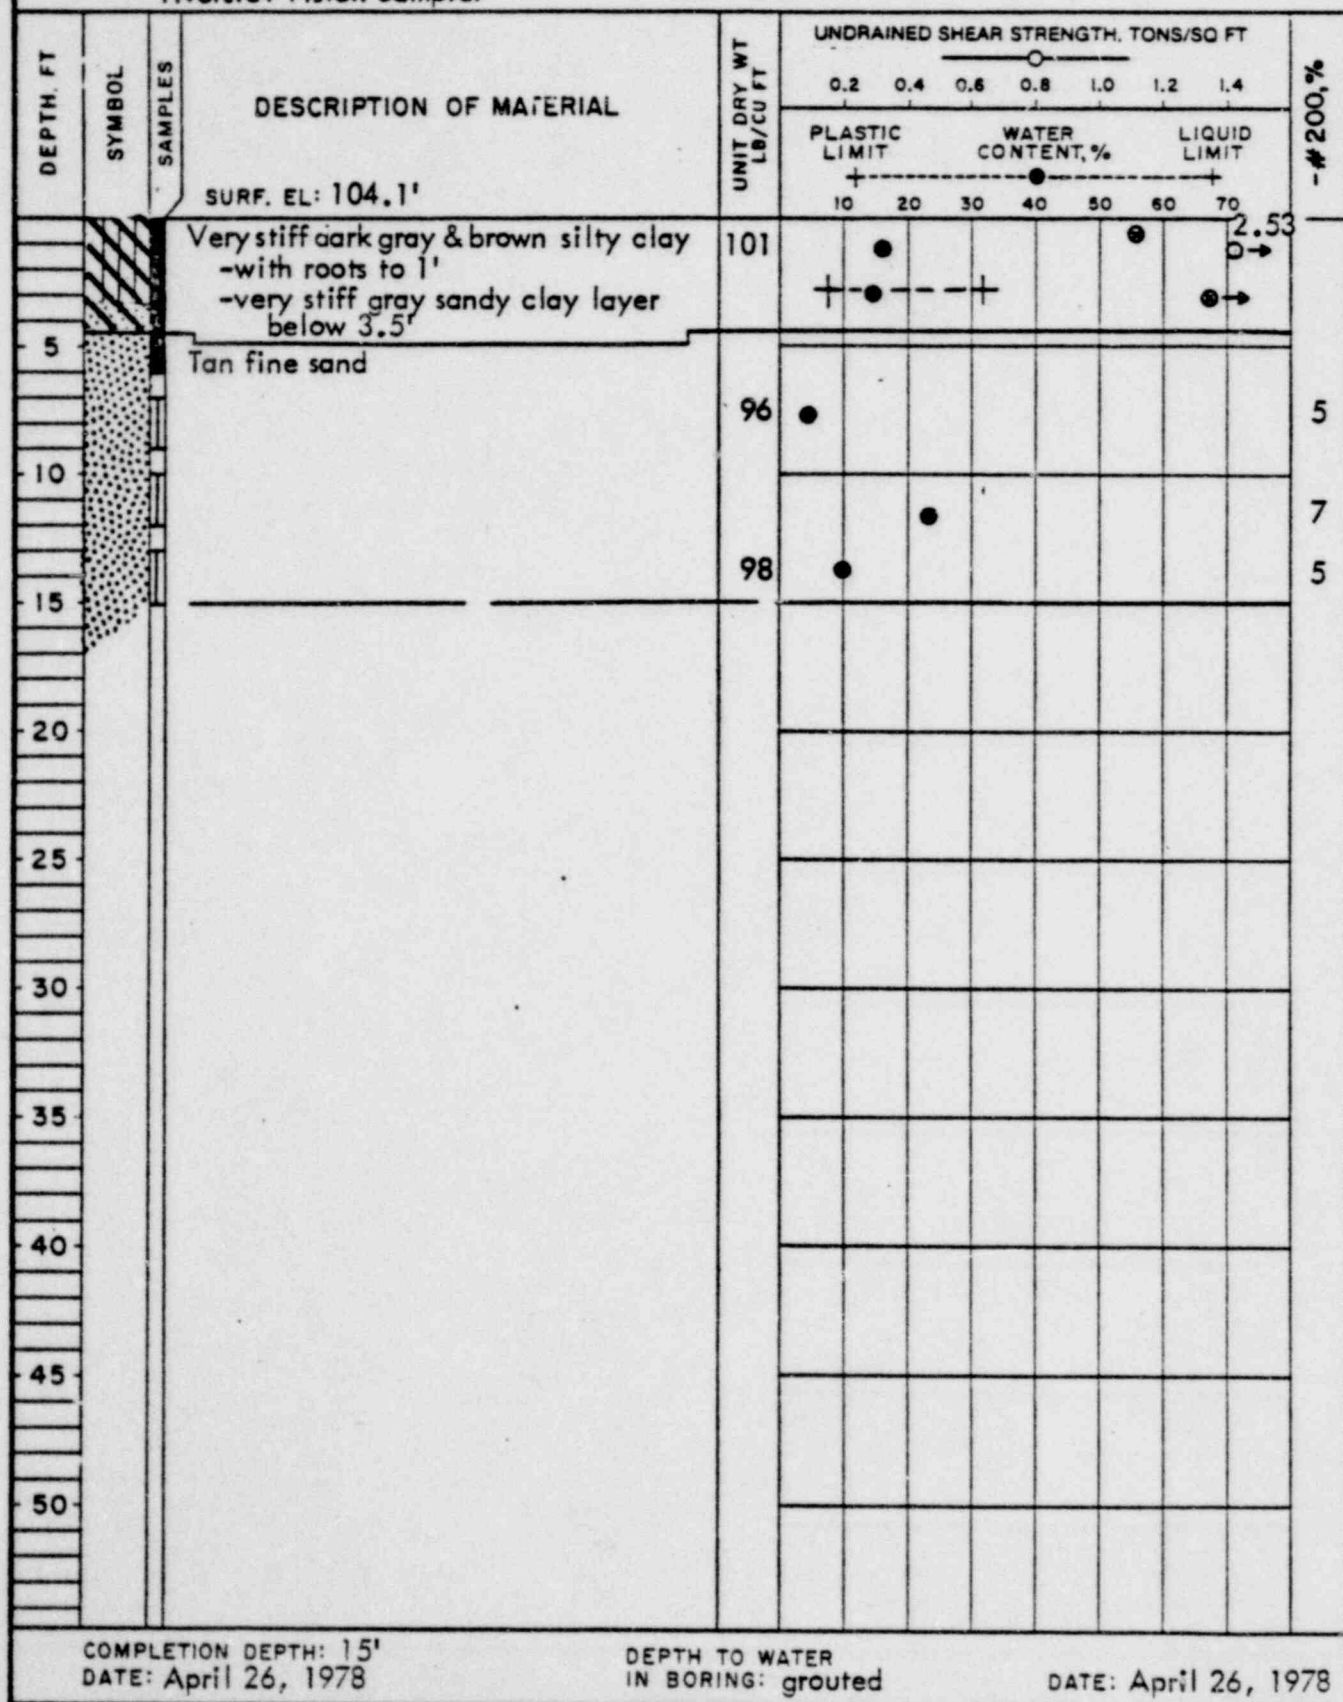 DEPTH, FT
SYMBOL
SAMPLES
DESCRIPTION OF MATERIAL
SURF. EL: 104.1'
UNIT DRY WT
LB/CU FT
UNDRAINED SHEAR STRENGTH, TONS/SQ FT
0.2 0.4 0.6 0.8 1.0 1.2 1.4
PLASTIC LIMIT
WATER CONTENT, %
LIQUID LIMIT
10 20 30 40 50 60 70
-#200,%
Very stiff dark gray & brown silty clay
101
2.53
-with roots to 1'
-very stiff gray sandy clay layer
below 3.5'
5
Tan fine sand
96
5
10
7
98
5
15
20
25
30
35
40
45
50
COMPLETION DEPTH: 15'
DATE: April 26, 1978
DEPTH TO WATER
IN BORING: grouted
DATE: April 26, 1978